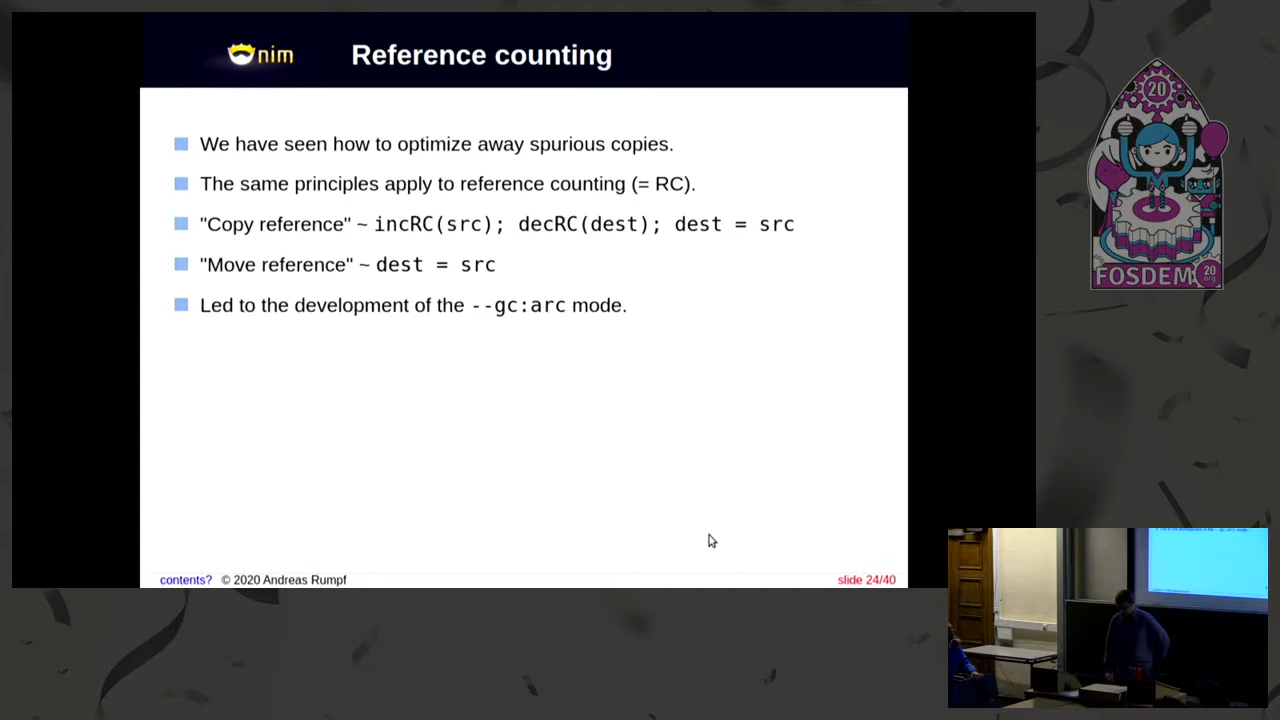 nim
Reference counting
We have seen how to optimize away spurious copies.
The same principles apply to reference counting (= RC).
"Copy reference" ~ incRC(src); decRC(dest); dest = src
"Move reference" ~ dest = src
Led to the development of the --gc:arc mode.
contents? © 2020 Andreas Rumpf
slide 24/40
20
FOSDEM
20
.org